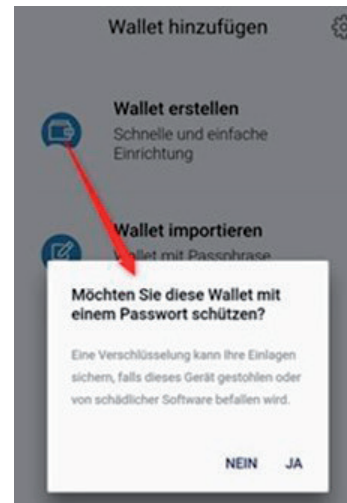 Wallet hinzufügen
Wallet erstellen
Schnelle und einfache
Einrichtung
Wallet importieren
Wallet mit Passphrase
Möchten Sie diese Wallet mit
einem Passwort schützen?
Eine Verschlüsselung kann Ihre Einlagen
sichern, falls dieses Gerät gestohlen oder
von schädlicher Software befallen wird.
NEIN JA